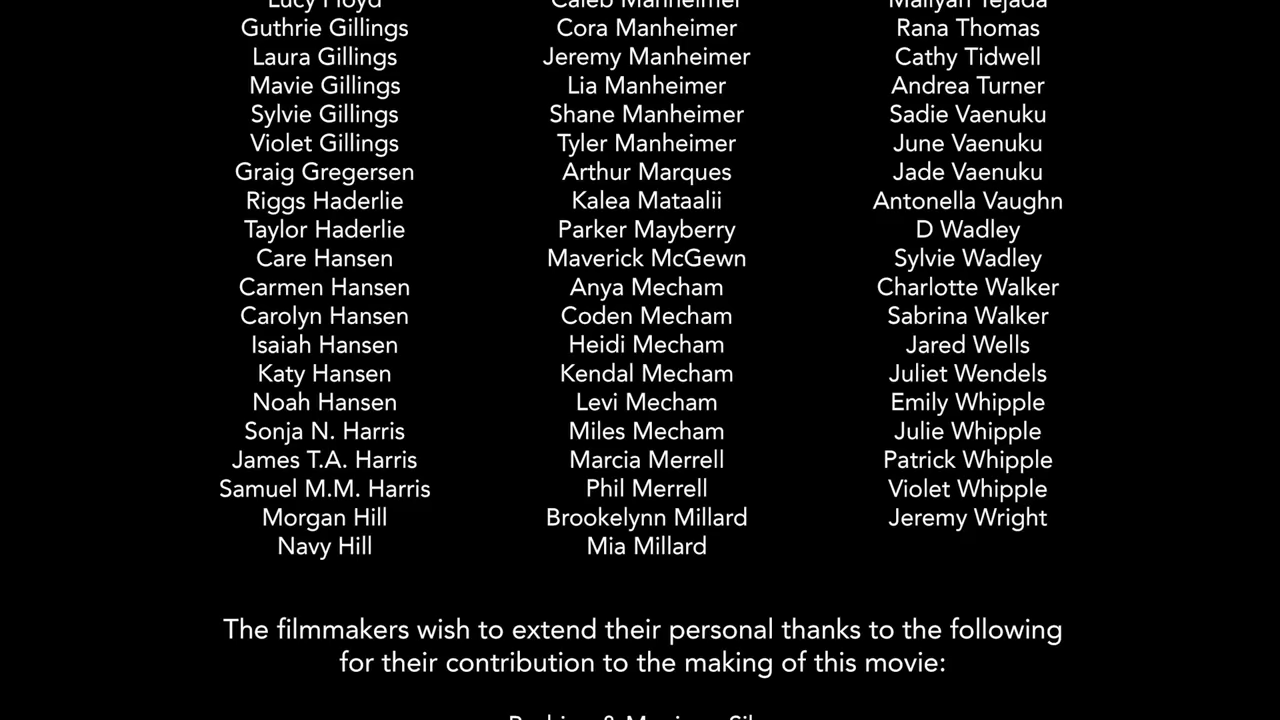 Guthrie Gillings
Laura Gillings
Mavie Gillings
Sylvie Gillings
Violet Gillings
Graig Gregersen
Riggs Haderlie
Taylor Haderlie
Care Hansen
Carmen Hansen
Carolyn Hansen
Isaiah Hansen
Katy Hansen
Noah Hansen
Sonja N. Harris
James T.A. Harris
Samuel M.M. Harris
Morgan Hill
Navy Hill
Caleb Manheimer
Cora Manheimer
Jeremy Manheimer
Lia Manheimer
Shane Manheimer
Tyler Manheimer
Arthur Marques
Kalea Mataalii
Parker Mayberry
Maverick McGewn
Anya Mecham
Coden Mecham
Heidi Mecham
Kendal Mecham
Levi Mecham
Miles Mecham
Marcia Merrell
Phil Merrell
Brookelynn Millard
Mia Millard
Rana Thomas
Cathy Tidwell
Andrea Turner
Sadie Vaenuku
June Vaenuku
Jade Vaenuku
Antonella Vaughn
D Wadley
Sylvie Wadley
Charlotte Walker
Sabrina Walker
Jared Wells
Juliet Wendels
Emily Whipple
Julie Whipple
Patrick Whipple
Violet Whipple
Jeremy Wright
The filmmakers wish to extend their personal thanks to the following
for their contribution to the making of this movie: